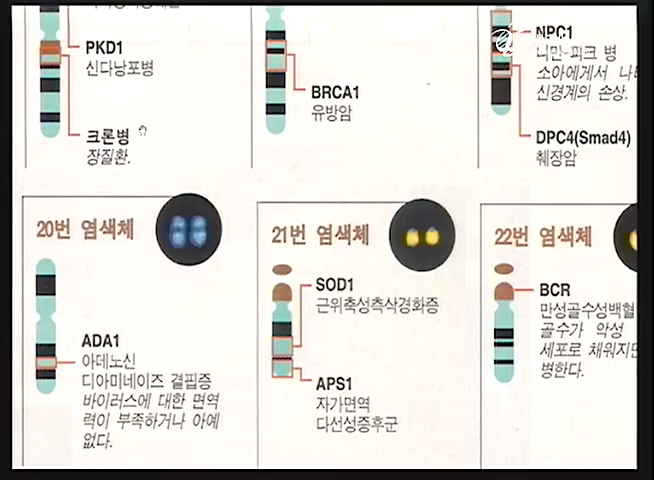 PKD1
신다낭포병
크론병
장질환.
BRCA1
유방암
NPC1
니만-피크 병
소아에게서
신경계의 손상.
DPC4(Smad4)
췌장암
20번 염색체
ADA1
아데노신
디아미네이즈 결핍증
바이러스에 대한 면역
력이 부족하거나 아예
없다.
21번 염색체
SOD1
근위축성측삭경화증
APS1
자가면역
다선성증후군
22번 염색체
BCR
만성골수성백혈
골수가 악성
세포로 채워지
병한다.